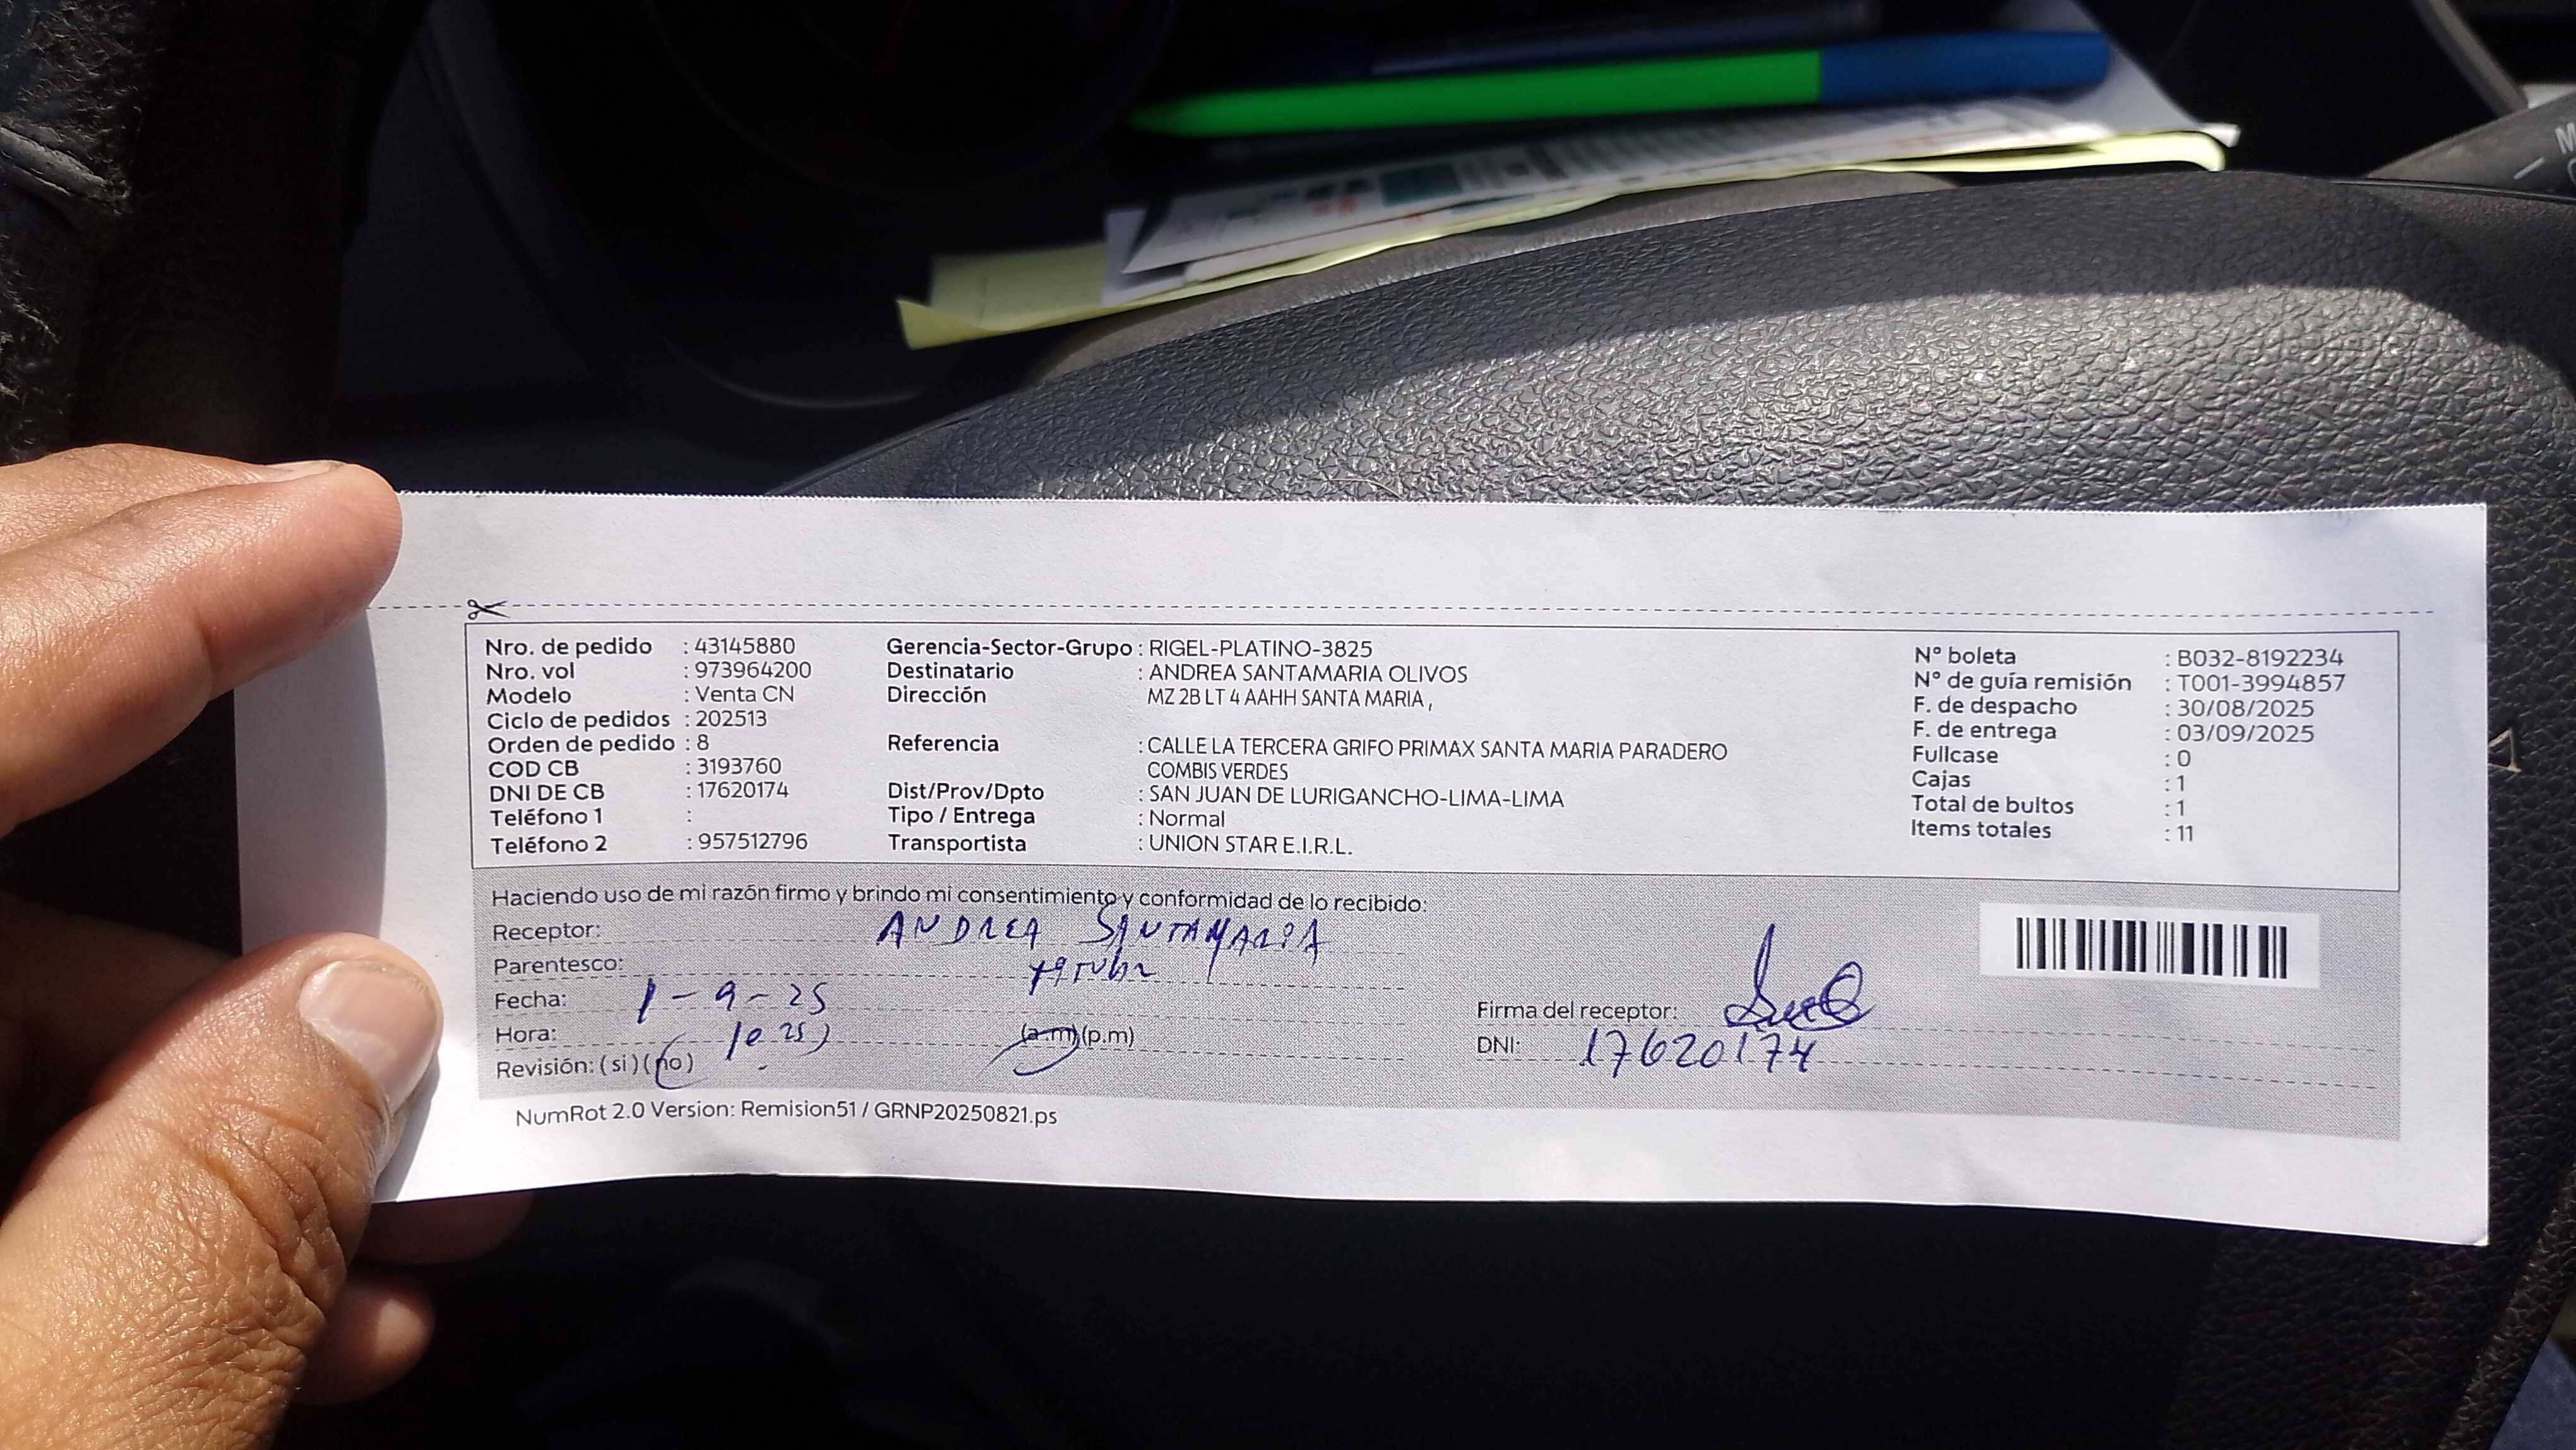 Nro. de pedido : 43145880
Nro. vol : 973964200
Modelo : Venta CN
Ciclo de pedidos : 202513
Orden de pedido : 8
COD CB : 3193760
DNI DE CB : 17620174
Teléfono 1 :
Teléfono 2 : 957512796
Gerencia-Sector-Grupo : RIGEL-PLATINO-3825
Destinatario : ANDREA SANTAMARIA OLIVOS
Dirección MZ 2B LT 4 AAHH SANTA MARIA ,
Referencia : CALLE LA TERCERA GRIFO PRIMAX SANTA MARIA PARADERO
COMBIS VERDES
Dist/Prov/Dpto : SAN JUAN DE LURIGANCHO-LIMA-LIMA
Tipo / Entrega : Normal
Transportista : UNION STAR E.I.R.L.
N° boleta : B032-8192234
N° de guía remisión : T001-3994857
F. de despacho : 30/08/2025
F. de entrega : 03/09/2025
Fullcase : 0
Cajas : 1
Total de bultos : 1
Items totales : 11
Haciendo uso de mi razón firmo y brindo mi consentimiento y conformidad de lo recibido:
Receptor: ANDREA SANTAMARIA
Parentesco:
Fecha: 1-9-25
Hora: 10 25 (a.m)(p.m)
Revisión: (si)(no)
Firma del receptor:
DNI: 17620174
NumRot 2.0 Version: Remision51 / GRNP20250821.ps